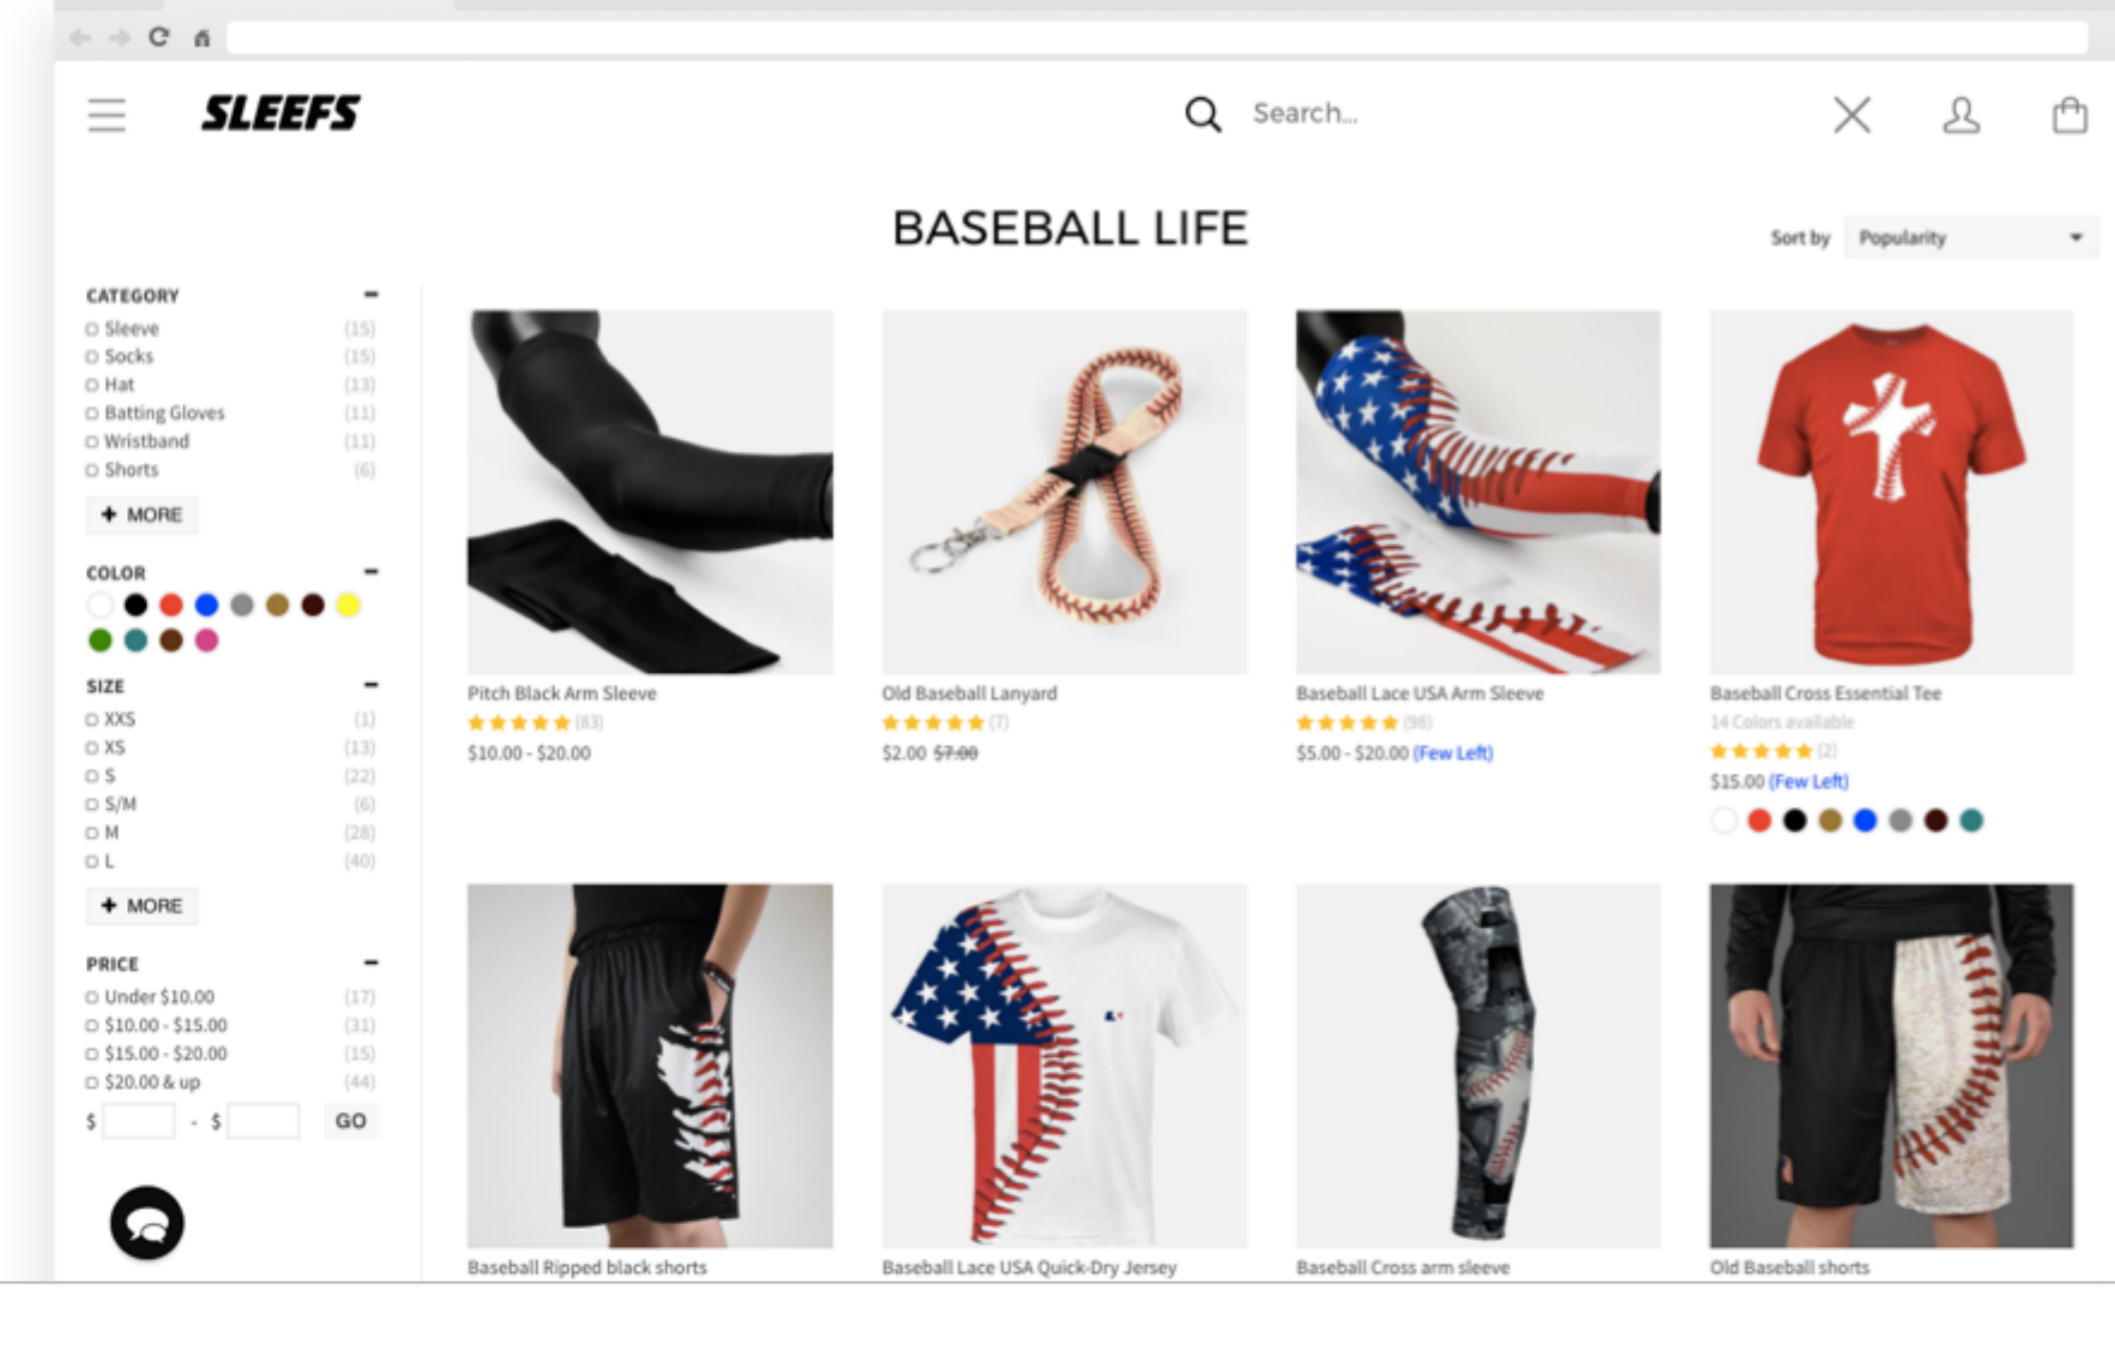 SLEEFS
Search...
BASEBALL LIFE
Sort by Popularity
CATEGORY
Sleeve (15)
Socks (15)
Hat (13)
Batting Gloves (11)
Wristband (11)
Shorts (6)
+ MORE
COLOR
SIZE
XXS (1)
XS (13)
S (22)
S/M (6)
M (28)
L (40)
+ MORE
PRICE
Under $10.00 (17)
$10.00 - $15.00 (31)
$15.00 - $20.00 (15)
$20.00 & up (44)
$ - $ GO
Pitch Black Arm Sleeve
(83)
$10.00 - $20.00
Old Baseball Lanyard
(7)
$2.00 $7.00
Baseball Lace USA Arm Sleeve
(98)
$5.00 - $20.00 (Few Left)
Baseball Cross Essential Tee
14 Colors available
(2)
$15.00 (Few Left)
Baseball Ripped black shorts
Baseball Lace USA Quick-Dry Jersey
Baseball Cross arm sleeve
Old Baseball shorts